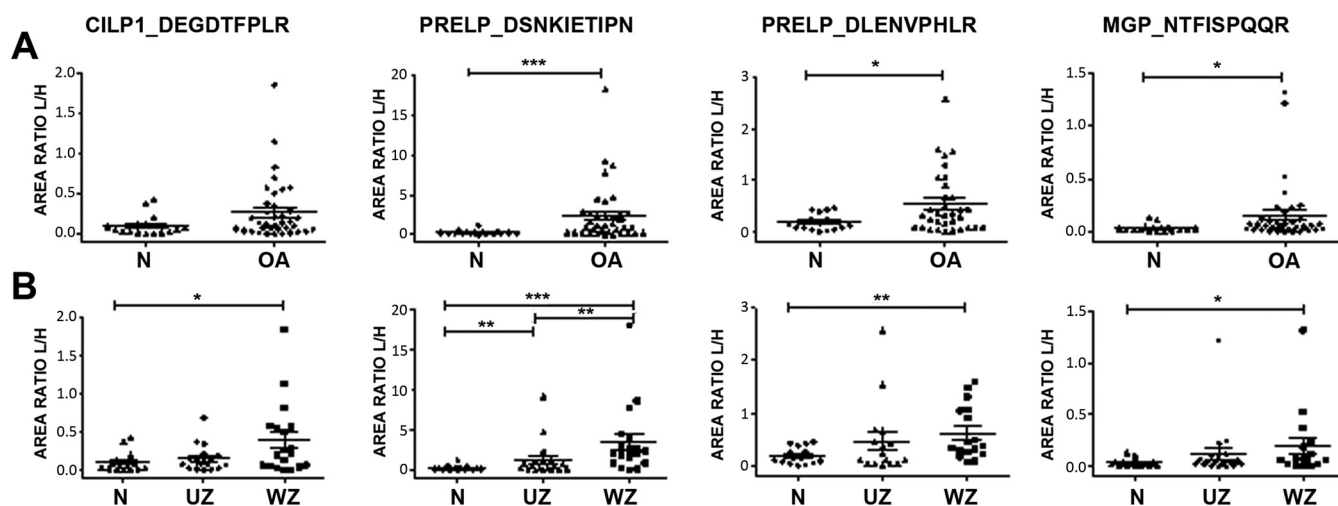 CILP1_DEGDTFPLR PRELP_DSNKIETIPN PRELP_DLENVPHLR MGP_NTFISPQQR
A
AREA RATIO L/H
2.0
1.5
1.0
0.5
0.0
N OA
AREA RATIO L/H
20
15
10
5
0
***
N OA
AREA RATIO L/H
3
2
1
0
*
N OA
AREA RATIO L/H
1.5
1.0
0.5
0.0
*
N OA
B
AREA RATIO L/H
2.0
1.5
1.0
0.5
0.0
*
N UZ WZ
AREA RATIO L/H
20
15
10
5
0
***
**
**
N UZ WZ
AREA RATIO L/H
3
2
1
0
**
N UZ WZ
AREA RATIO L/H
1.5
1.0
0.5
0.0
*
N UZ WZ